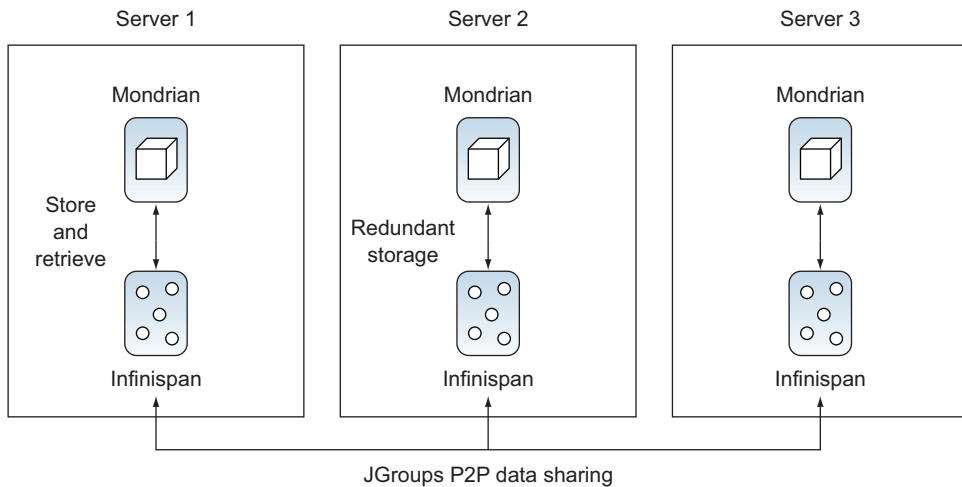 Server 1
Server 2
Server 3
Mondrian
Mondrian
Mondrian
Store
and
retrieve
Redundant
storage
Infinispan
Infinispan
Infinispan
JGroups P2P data sharing